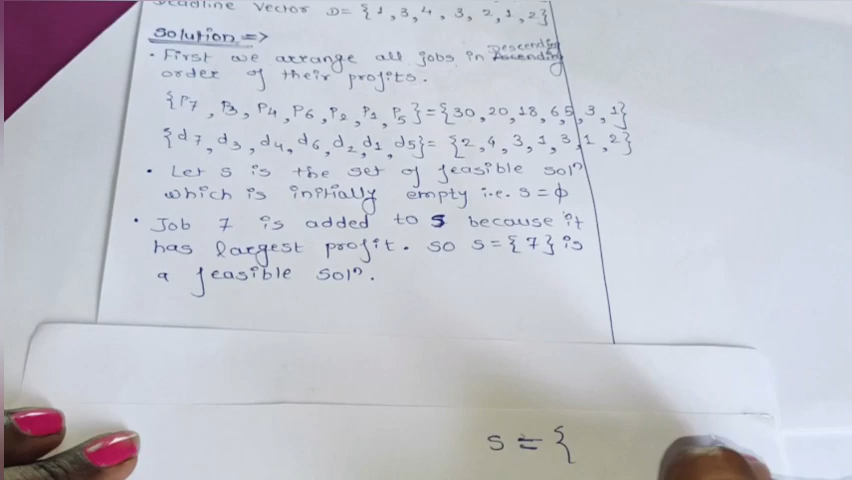 Deadline Vector D= {1, 3, 4, 3, 2, 1, 2}
Solution =>
• First we arrange all jobs in Descending
order of their profits.
{P7, P3, P4, P6, P2, P1, P5} = {30, 20, 18, 6, 5, 3, 1}
{d7, d3, d4, d6, d2, d1, d5} = {2, 4, 3, 1, 3, 1, 2}
• Let S is the set of feasible solⁿ
which is initially empty i.e. S = ϕ
• Job 7 is added to S because it
has largest profit. so S = {7} is
a feasible solⁿ.
S = {